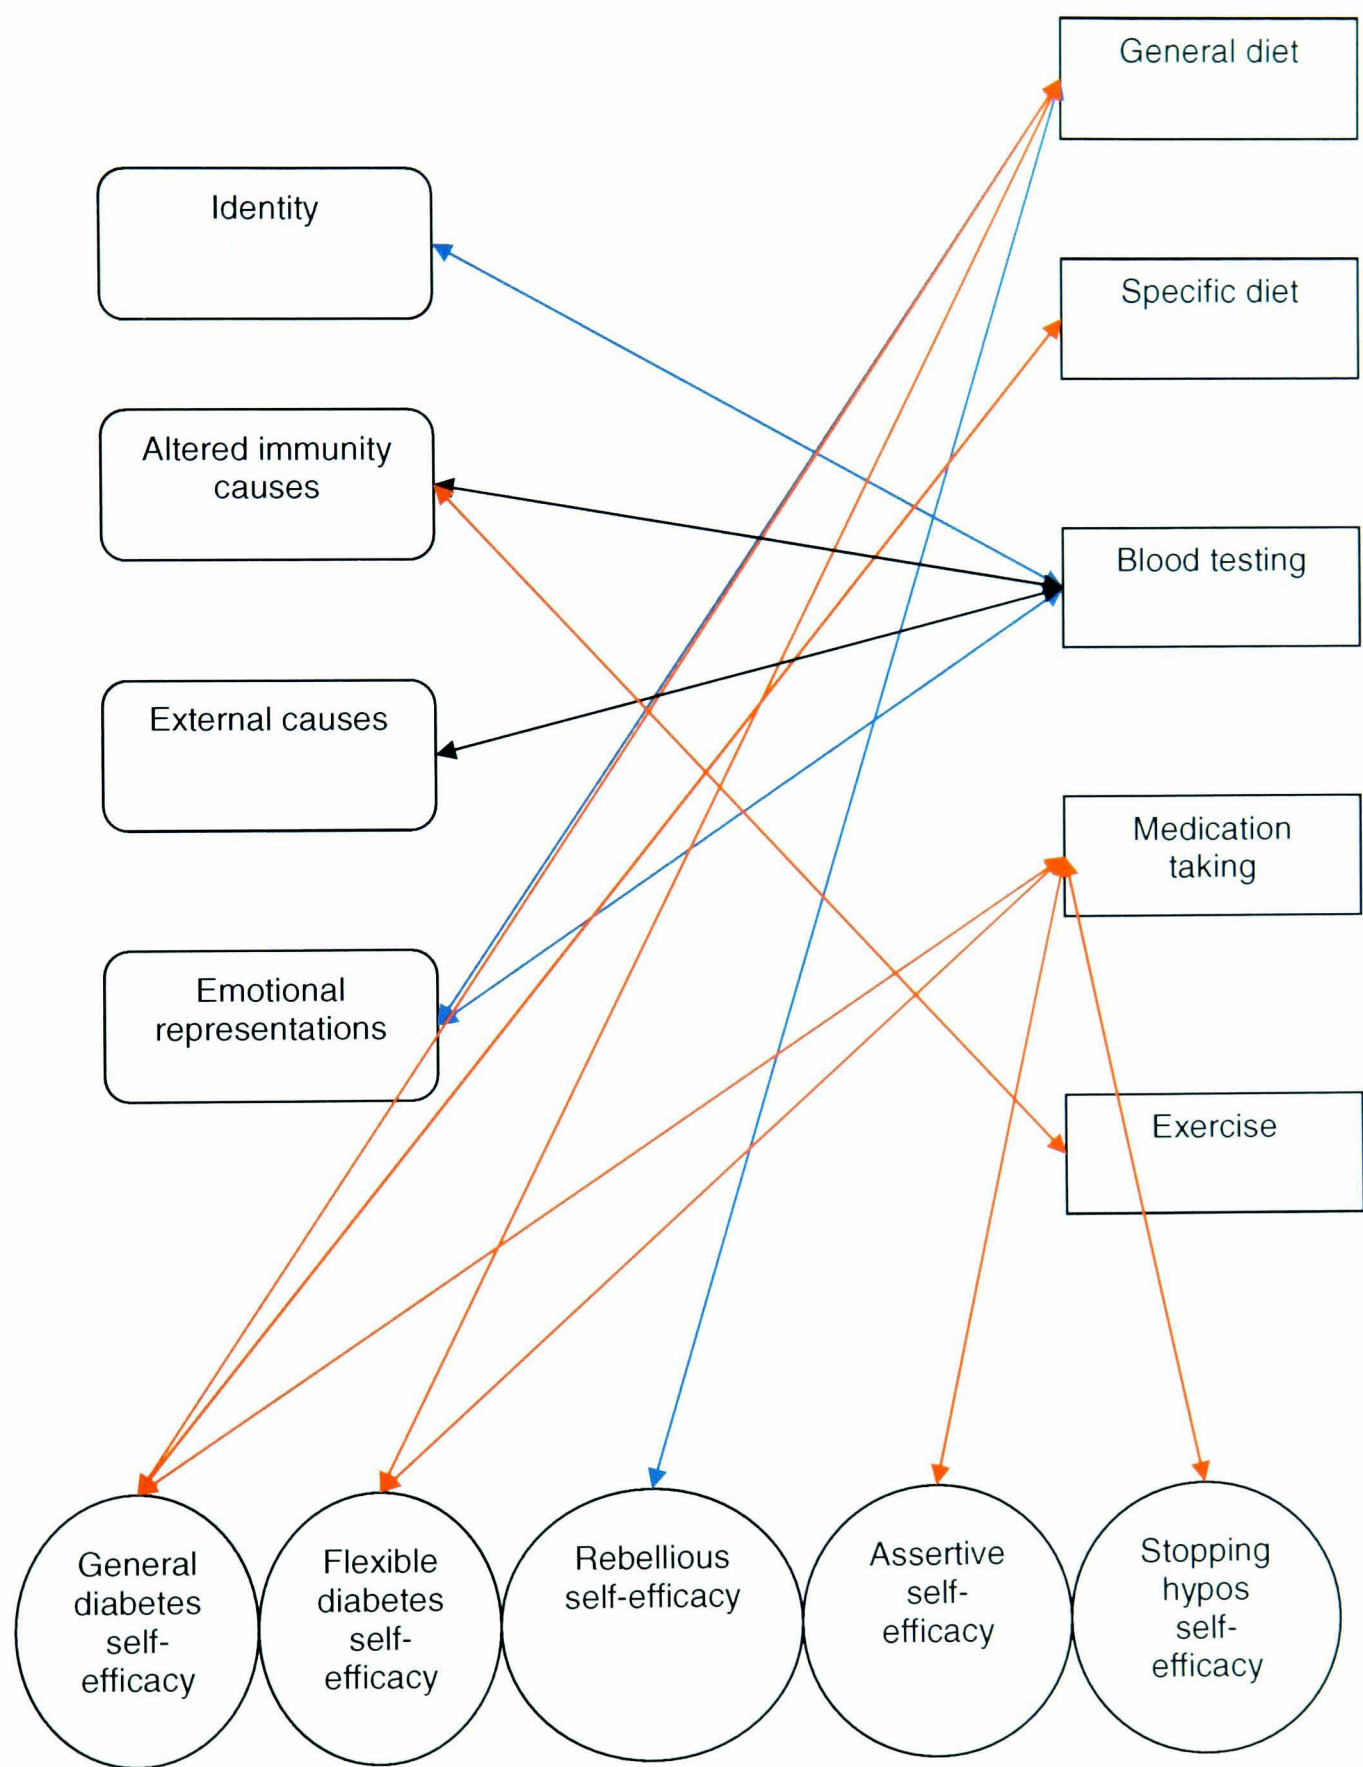 General diet
Identity
Specific diet
Altered immunity
causes
Blood testing
External causes
Medication
taking
Emotional
representations
Exercise
General
diabetes
self-
efficacy
Flexible
diabetes
self-
efficacy
Rebellious
self-efficacy
Assertive
self-
efficacy
Stopping
hypos
self-
efficacy